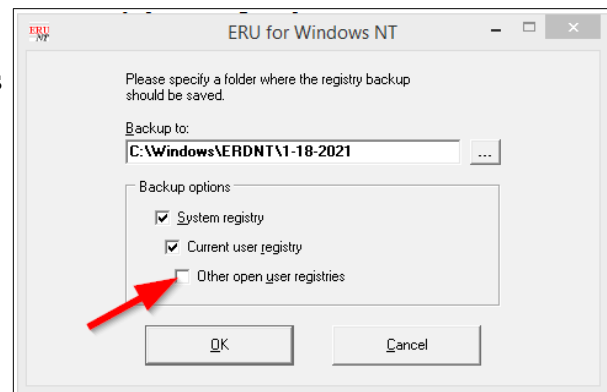 ERU
NT
ERU for Windows NT
s
Please specify a folder where the registry backup
should be saved.
Backup to:
C:\Windows\ERDNT\1-18-2021
...
Backup options
System registry
Current user registry
Other open user registries
OK
Cancel